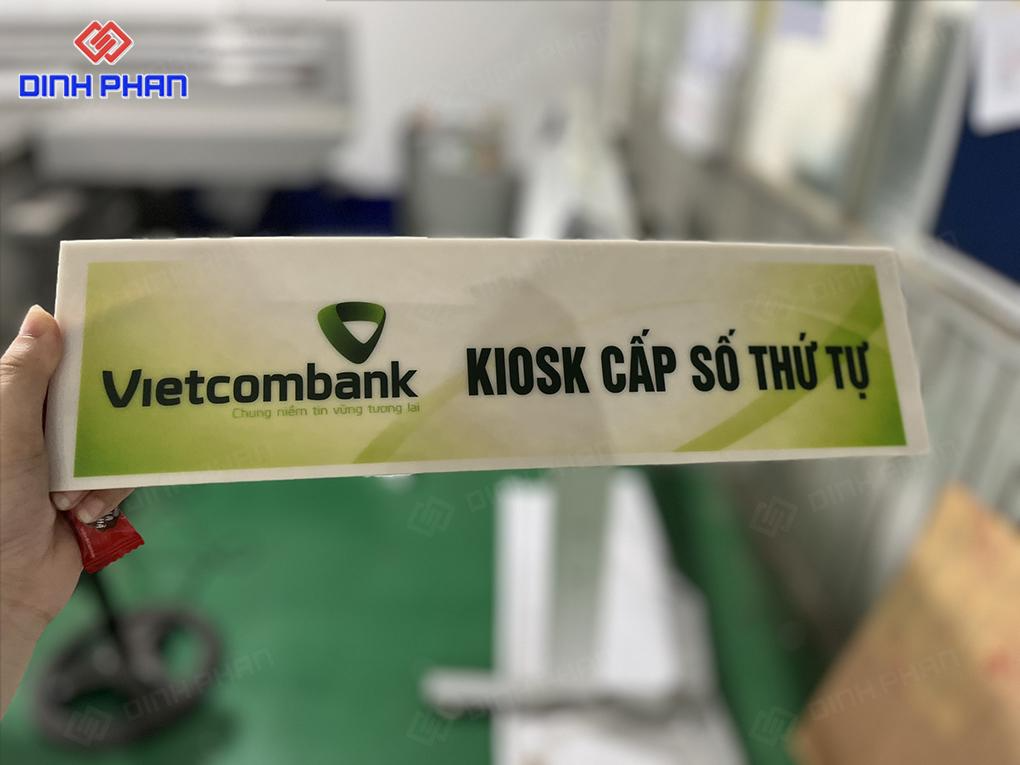 DINH PHAN
Vietcombank
Chung niềm tin vững tương lai
KIOSK CẤP SỐ THỨ TỰ